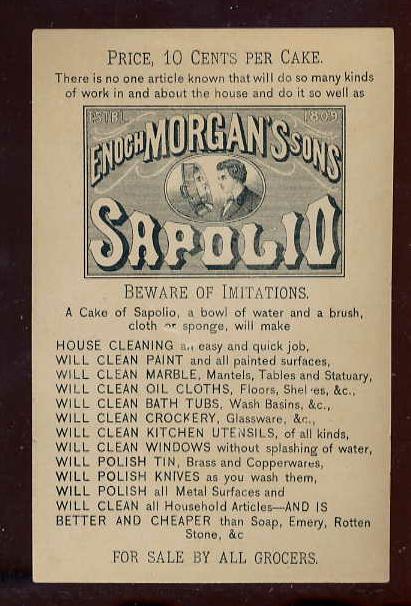 PRICE, 10 CENTS PER CAKE.
There is no one article known that will do so many kinds
of work in and about the house and do it so well as
ESTBL 1809
ENOCH MORGAN'S SONS
SAPOLIO
BEWARE OF IMITATIONS.
A Cake of Sapolio, a bowl of water and a brush,
cloth or sponge, will make
HOUSE CLEANING an easy and quick job,
WILL CLEAN PAINT and all painted surfaces,
WILL CLEAN MARBLE, Mantels, Tables and Statuary,
WILL CLEAN OIL CLOTHS, Floors, Shelves, &c.,
WILL CLEAN BATH TUBS, Wash Basins, &c.,
WILL CLEAN CROCKERY, Glassware, &c.,
WILL CLEAN KITCHEN UTENSILS, of all kinds,
WILL CLEAN WINDOWS without splashing of water,
WILL POLISH TIN, Brass and Copperwares,
WILL POLISH KNIVES as you wash them,
WILL POLISH all Metal Surfaces and
WILL CLEAN all Household Articles—AND IS
BETTER AND CHEAPER than Soap, Emery, Rotten
Stone, &c
FOR SALE BY ALL GROCERS.